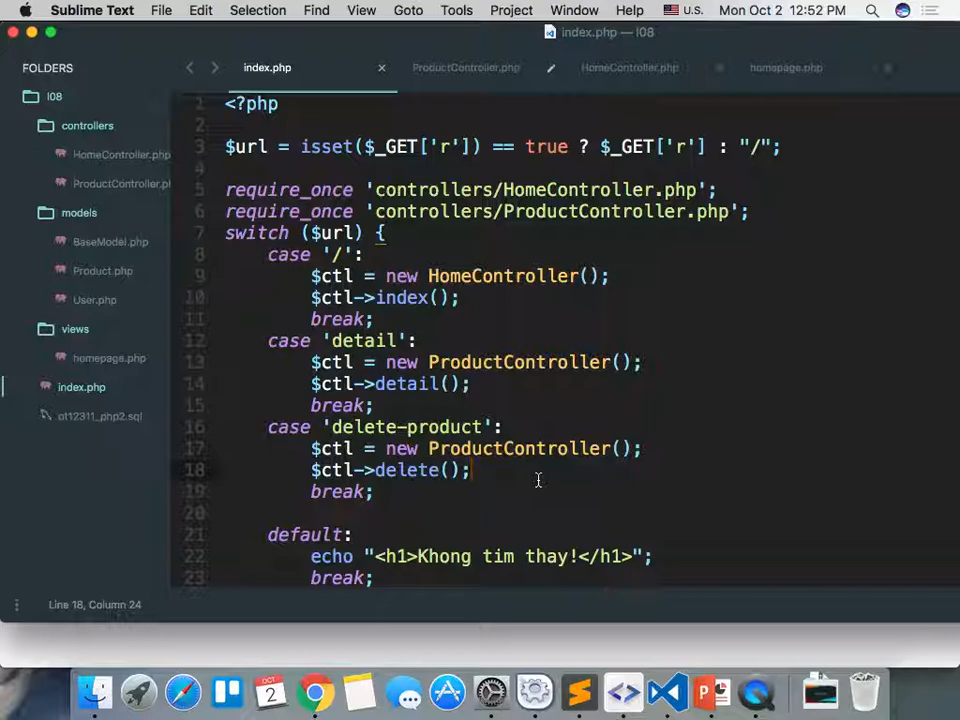 Sublime Text File Edit Selection Find View Goto Tools Project Window Help U.S. Mon Oct 2 12:52 PM
index.php — l08
FOLDERS
l08
controllers
HomeController.php
ProductController.ph
models
BaseModel.php
Product.php
User.php
views
homepage.php
index.php
ot12311_php2.sql
index.php ProductController.php HomeController.php homepage.php
1 <?php
2
3 $url = isset($_GET['r']) == true ? $_GET['r'] : "/";
4
5 require_once 'controllers/HomeController.php';
6 require_once 'controllers/ProductController.php';
7 switch ($url) {
8 case '/':
9 $ctl = new HomeController();
10 $ctl->index();
11 break;
12 case 'detail':
13 $ctl = new ProductController();
14 $ctl->detail();
15 break;
16 case 'delete-product':
17 $ctl = new ProductController();
18 $ctl->delete();
19 break;
20
21 default:
22 echo "<h1>Khong tim thay!</h1>";
23 break;
Line 18, Column 24
OCT
2